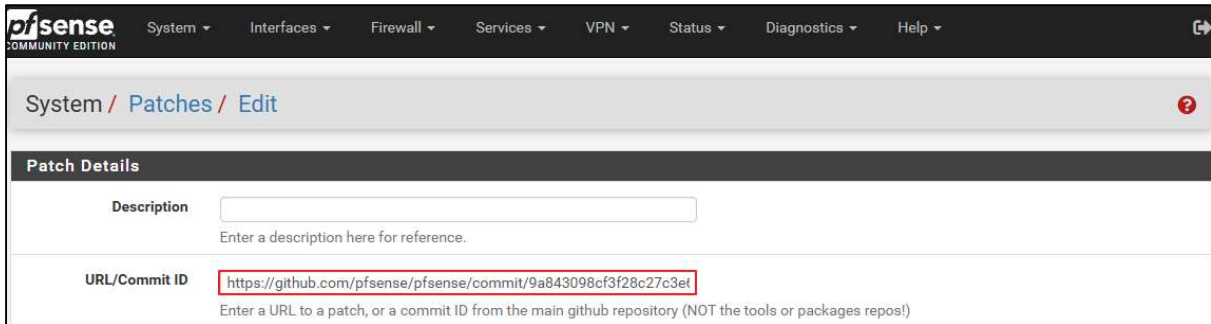 pfsense System Interfaces Firewall Services VPN Status Diagnostics Help
COMMUNITY EDITION
System / Patches / Edit
Patch Details
Description
Enter a description here for reference.
URL/Commit ID https://github.com/pfsense/pfsense/commit/9a843098cf3f28c27c3e
Enter a URL to a patch, or a commit ID from the main github repository (NOT the tools or packages repos!)